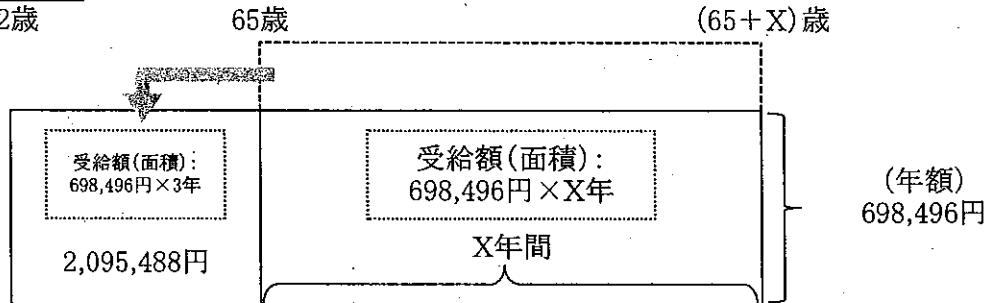 2歳 65歳 (65+X)歳
受給額(面積):
698,496円×3年
2,095,488円
受給額(面積):
698,496円×X年
X年間
(年額)
698,496円